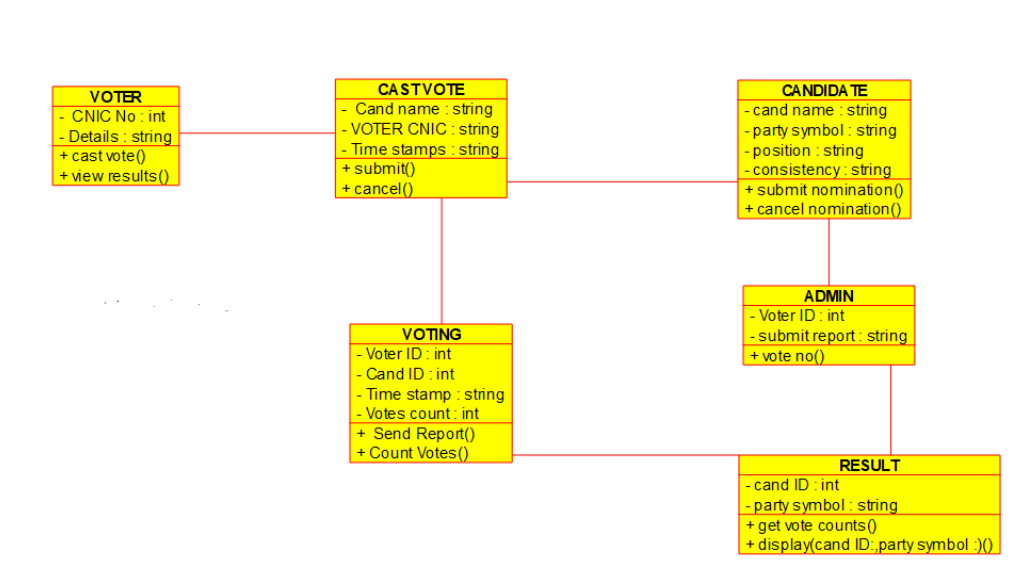 VOTER
- CNIC No : int
- Details : string
+ cast vote()
+ view results()
CAST VOTE
- Cand name : string
- VOTER CNIC : string
- Time stamps : string
+ submit()
+ cancel()
CANDIDATE
- cand name : string
- party symbol : string
- position : string
- consistency : string
+ submit nomination()
+ cancel nomination()
ADMIN
- Voter ID : int
- submit report : string
+ vote no()
VOTING
- Voter ID : int
- Cand ID : int
- Time stamp : string
- Votes count : int
+ Send Report()
+ Count Votes()
RESULT
- cand ID : int
- party symbol : string
+ get vote counts()
+ display(cand ID:,party symbol :)()